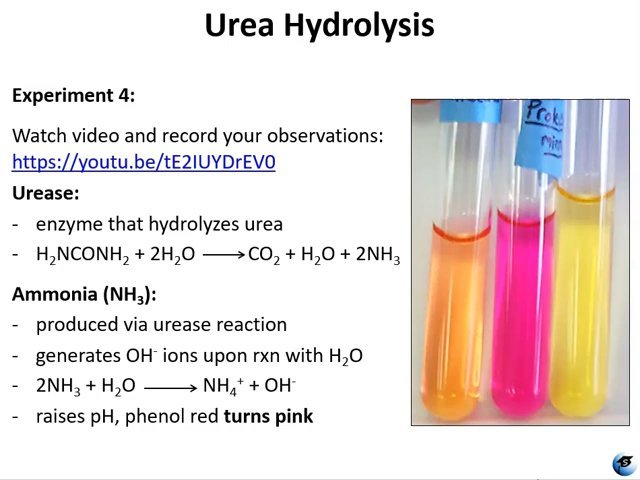 Urea Hydrolysis
Experiment 4:
Watch video and record your observations:
https://youtu.be/tE2IUYDrEV0
Urease:
- enzyme that hydrolyzes urea
- H₂NCONH₂ + 2H₂O ⟶ CO₂ + H₂O + 2NH₃
Ammonia (NH₃):
- produced via urease reaction
- generates OH⁻ ions upon rxn with H₂O
- 2NH₃ + H₂O ⟶ NH₄⁺ + OH⁻
- raises pH, phenol red turns pink